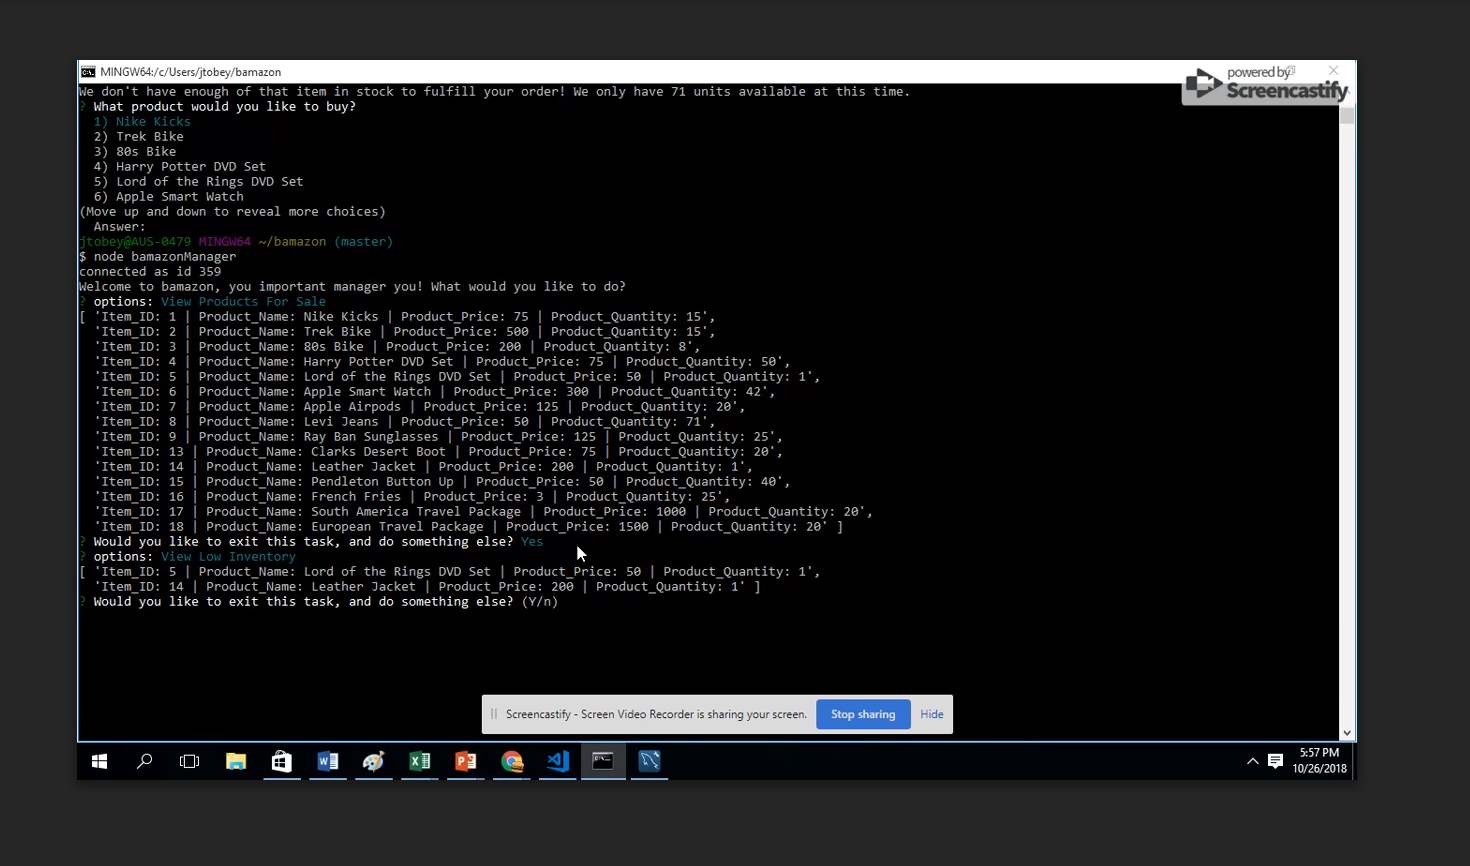 MINGW64:/c/Users/jtobey/bamazon
powered by
Screencastify
We don't have enough of that item in stock to fulfill your order! We only have 71 units available at this time.
? What product would you like to buy?
1) Nike Kicks
2) Trek Bike
3) 80s Bike
4) Harry Potter DVD Set
5) Lord of the Rings DVD Set
6) Apple Smart Watch
(Move up and down to reveal more choices)
Answer:
jtobey@AUS-0479 MINGW64 ~/bamazon (master)
$ node bamazonManager
connected as id 359
Welcome to bamazon, you important manager you! What would you like to do?
? options: View Products For Sale
[ 'Item_ID: 1 | Product_Name: Nike Kicks | Product_Price: 75 | Product_Quantity: 15',
'Item_ID: 2 | Product_Name: Trek Bike | Product_Price: 500 | Product_Quantity: 15',
'Item_ID: 3 | Product_Name: 80s Bike | Product_Price: 200 | Product_Quantity: 8',
'Item_ID: 4 | Product_Name: Harry Potter DVD Set | Product_Price: 75 | Product_Quantity: 50',
'Item_ID: 5 | Product_Name: Lord of the Rings DVD Set | Product_Price: 50 | Product_Quantity: 1',
'Item_ID: 6 | Product_Name: Apple Smart Watch | Product_Price: 300 | Product_Quantity: 42',
'Item_ID: 7 | Product_Name: Apple Airpods | Product_Price: 125 | Product_Quantity: 20',
'Item_ID: 8 | Product_Name: Levi Jeans | Product_Price: 50 | Product_Quantity: 71',
'Item_ID: 9 | Product_Name: Ray Ban Sunglasses | Product_Price: 125 | Product_Quantity: 25',
'Item_ID: 13 | Product_Name: Clarks Desert Boot | Product_Price: 75 | Product_Quantity: 20',
'Item_ID: 14 | Product_Name: Leather Jacket | Product_Price: 200 | Product_Quantity: 1',
'Item_ID: 15 | Product_Name: Pendleton Button Up | Product_Price: 50 | Product_Quantity: 40',
'Item_ID: 16 | Product_Name: French Fries | Product_Price: 3 | Product_Quantity: 25',
'Item_ID: 17 | Product_Name: South America Travel Package | Product_Price: 1000 | Product_Quantity: 20',
'Item_ID: 18 | Product_Name: European Travel Package | Product_Price: 1500 | Product_Quantity: 20' ]
? Would you like to exit this task, and do something else? Yes
? options: View Low Inventory
[ 'Item_ID: 5 | Product_Name: Lord of the Rings DVD Set | Product_Price: 50 | Product_Quantity: 1',
'Item_ID: 14 | Product_Name: Leather Jacket | Product_Price: 200 | Product_Quantity: 1' ]
? Would you like to exit this task, and do something else? (Y/n)
Screencastify - Screen Video Recorder is sharing your screen. Stop sharing Hide
5:57 PM
10/26/2018